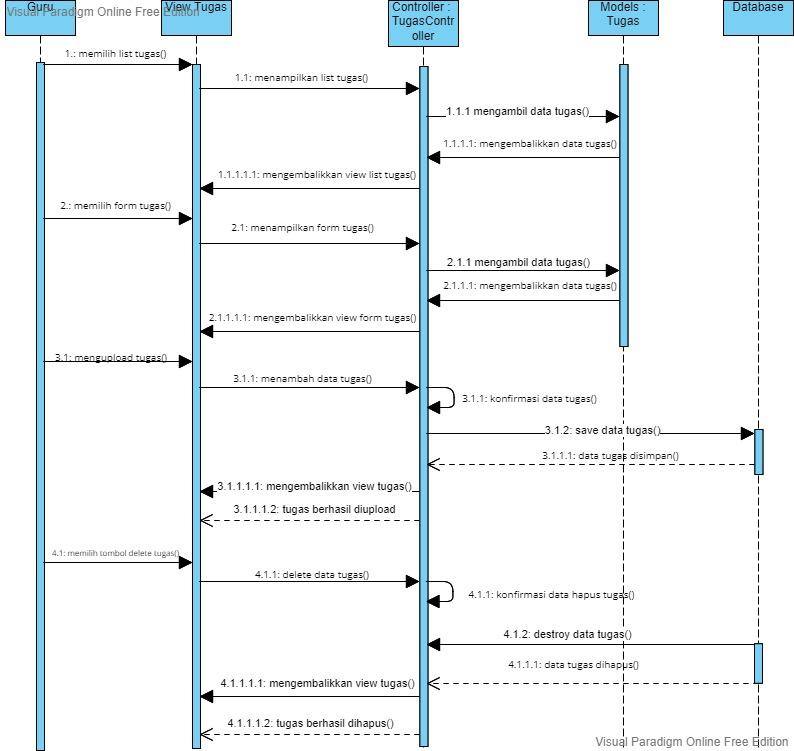 Guru
View Tugas
Controller :
TugasContr
oller
Models :
Tugas
Database
Visual Paradigm Online Free Edition
1.: memilih list tugas()
1.1: menampilkan list tugas()
1.1.1 mengambil data tugas()
1.1.1.1: mengembalikkan data tugas()
1.1.1.1.1: mengembalikkan view list tugas()
2.: memilih form tugas()
2.1: menampilkan form tugas()
2.1.1 mengambil data tugas()
2.1.1.1: mengembalikkan data tugas()
2.1.1.1.1: mengembalikkan view form tugas()
3.1: mengupload tugas()
3.1.1: menambah data tugas()
3.1.1: konfirmasi data tugas()
3.1.2: save data tugas()
3.1.1.1: data tugas disimpan()
3.1.1.1.1: mengembalikkan view tugas()
3.1.1.1.2: tugas berhasil diupload
4.1: memilih tombol delete tugas()
4.1.1: delete data tugas()
4.1.1: konfirmasi data hapus tugas()
4.1.2: destroy data tugas()
4.1.1.1: data tugas dihapus()
4.1.1.1.1: mengembalikkan view tugas()
4.1.1.1.2: tugas berhasil dihapus()
Visual Paradigm Online Free Edition